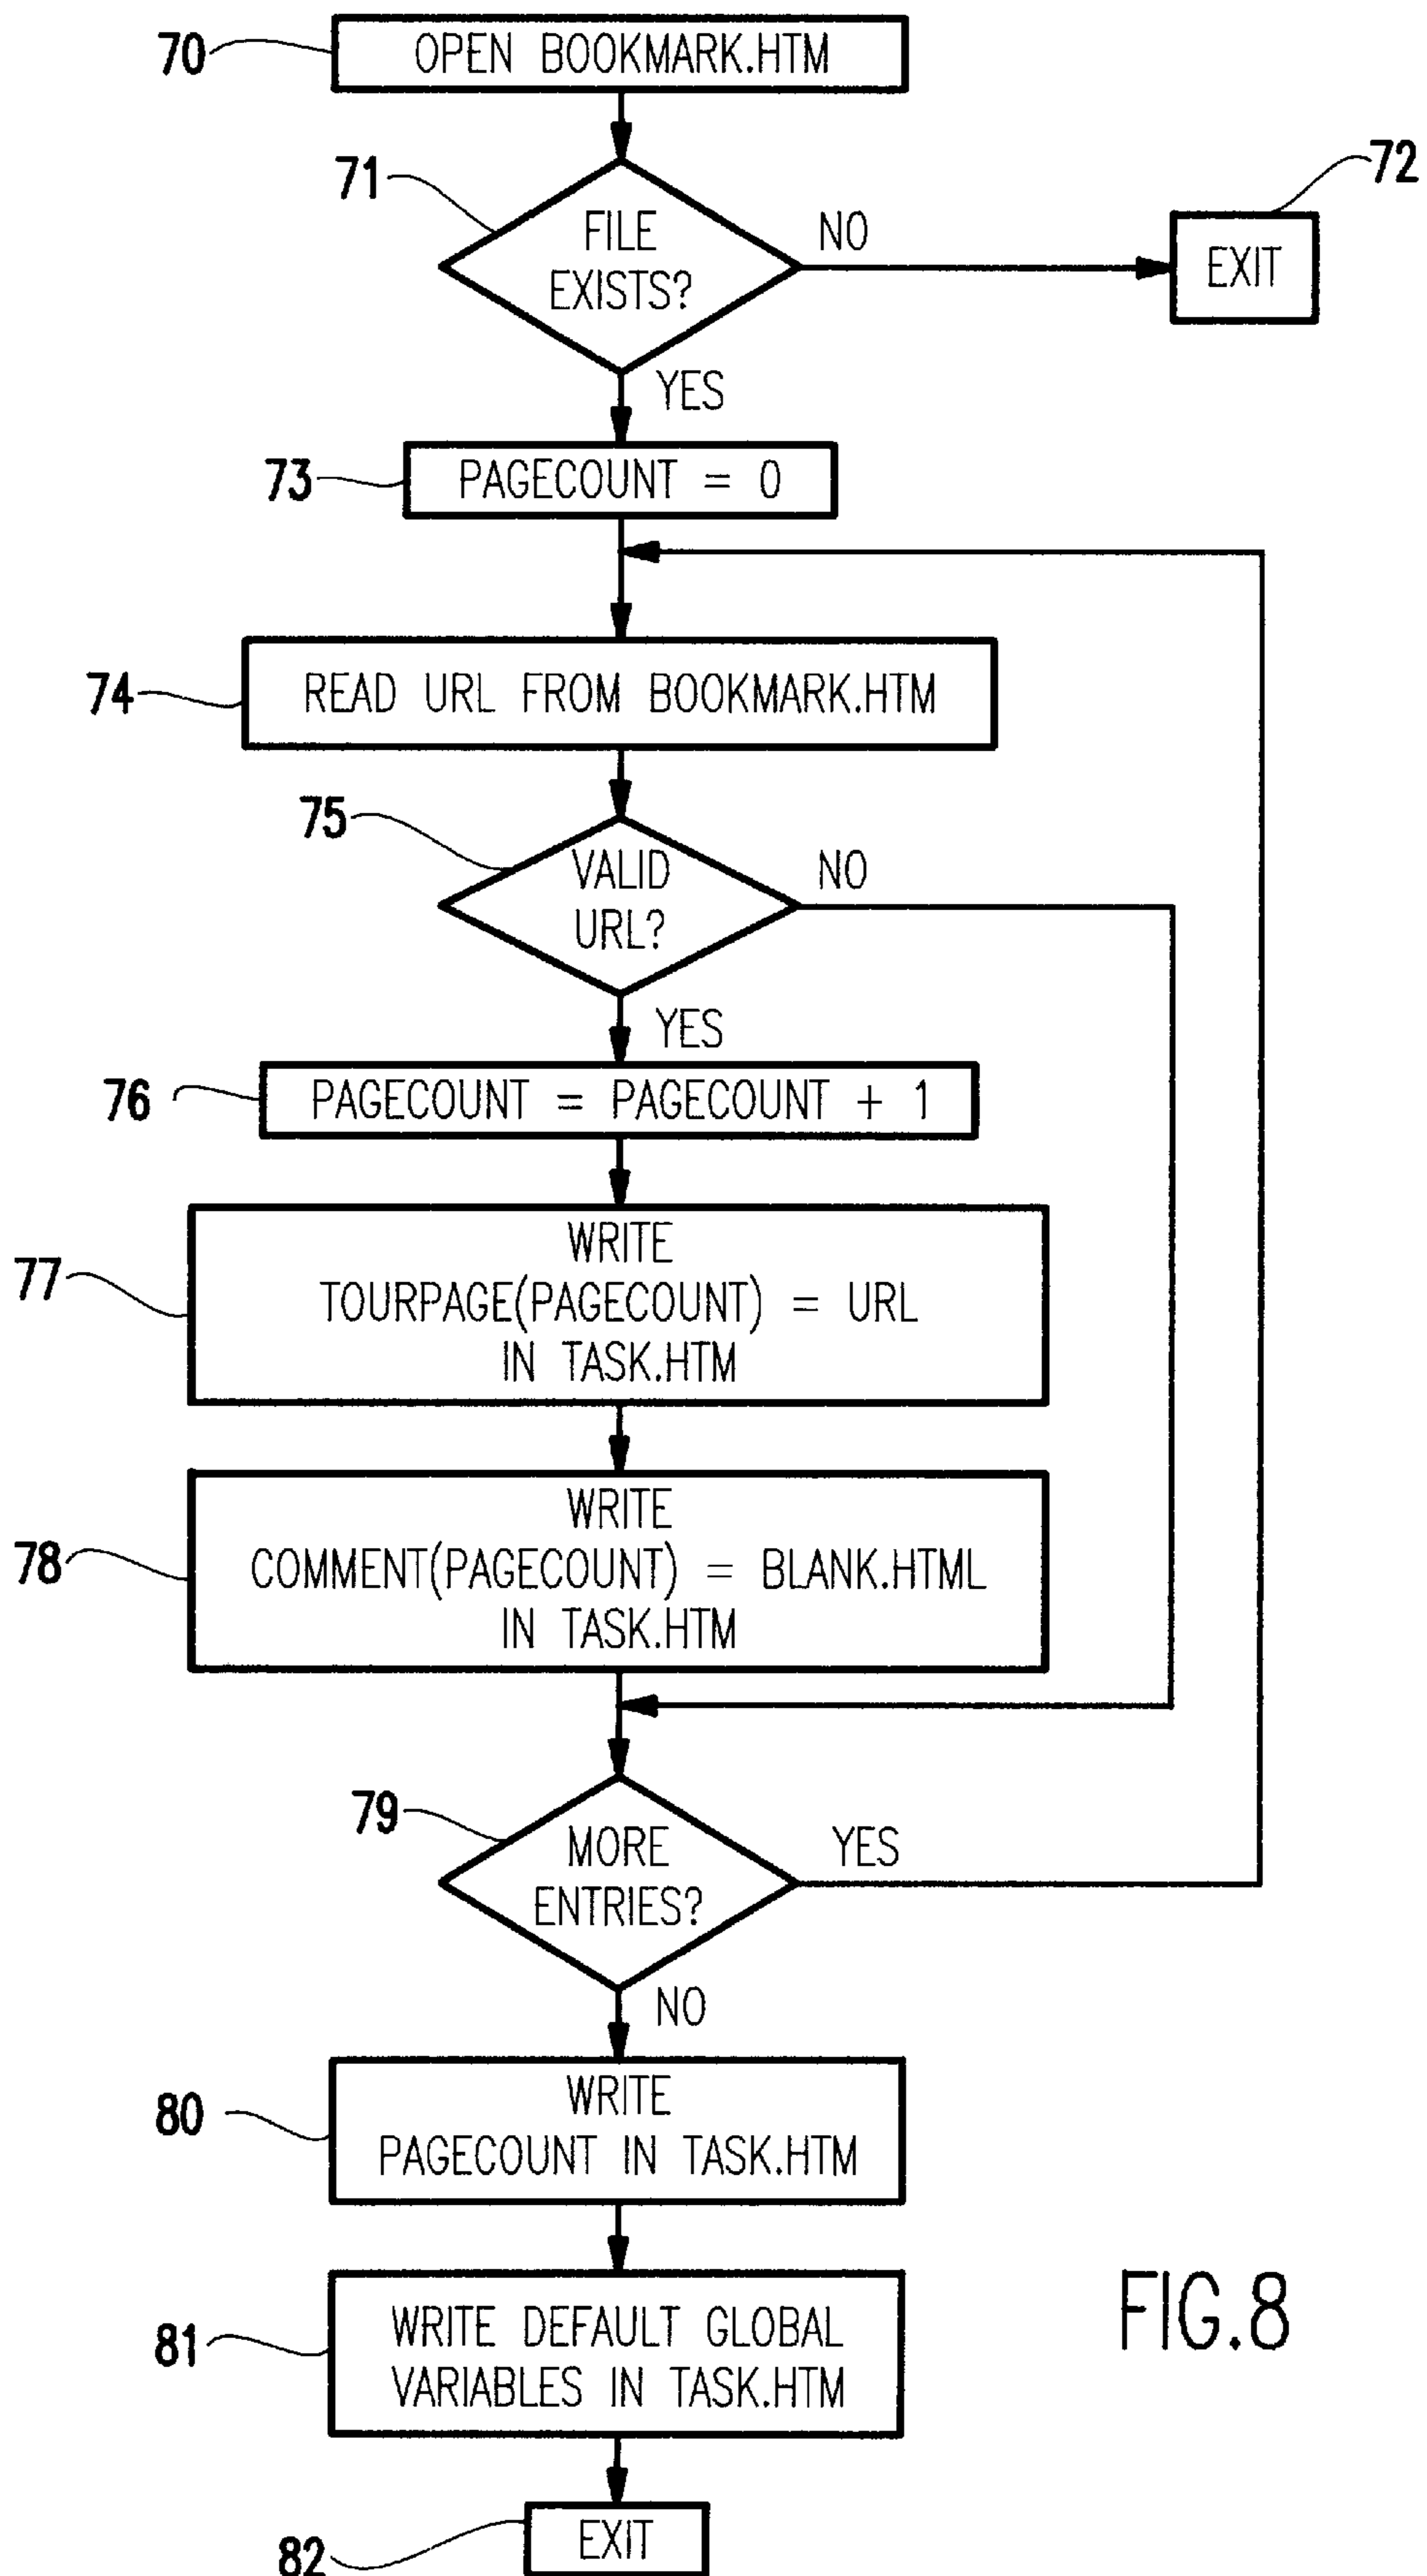 70
OPEN BOOKMARK.HTM
71
FILE
EXISTS?
NO
72
EXIT
YES
73
PAGECOUNT = 0
74
READ URL FROM BOOKMARK.HTM
75
VALID
URL?
NO
YES
76
PAGECOUNT = PAGECOUNT + 1
77
WRITE
TOURPAGE(PAGECOUNT) = URL
IN TASK.HTM
78
WRITE
COMMENT(PAGECOUNT) = BLANK.HTML
IN TASK.HTM
79
MORE
ENTRIES?
YES
NO
80
WRITE
PAGECOUNT IN TASK.HTM
81
WRITE DEFAULT GLOBAL
VARIABLES IN TASK.HTM
82
EXIT
FIG.8